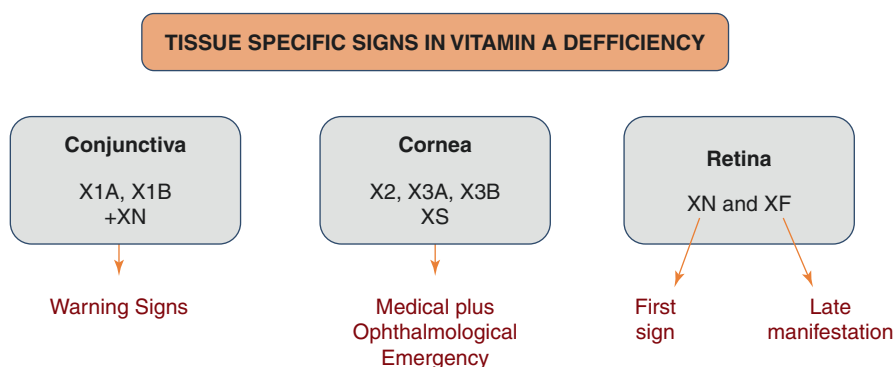 TISSUE SPECIFIC SIGNS IN VITAMIN A DEFFICIENCY
Conjunctiva
X1A, X1B
+XN
Warning Signs
Cornea
X2, X3A, X3B
XS
Medical plus
Ophthalmological
Emergency
Retina
XN and XF
First
sign
Late
manifestation